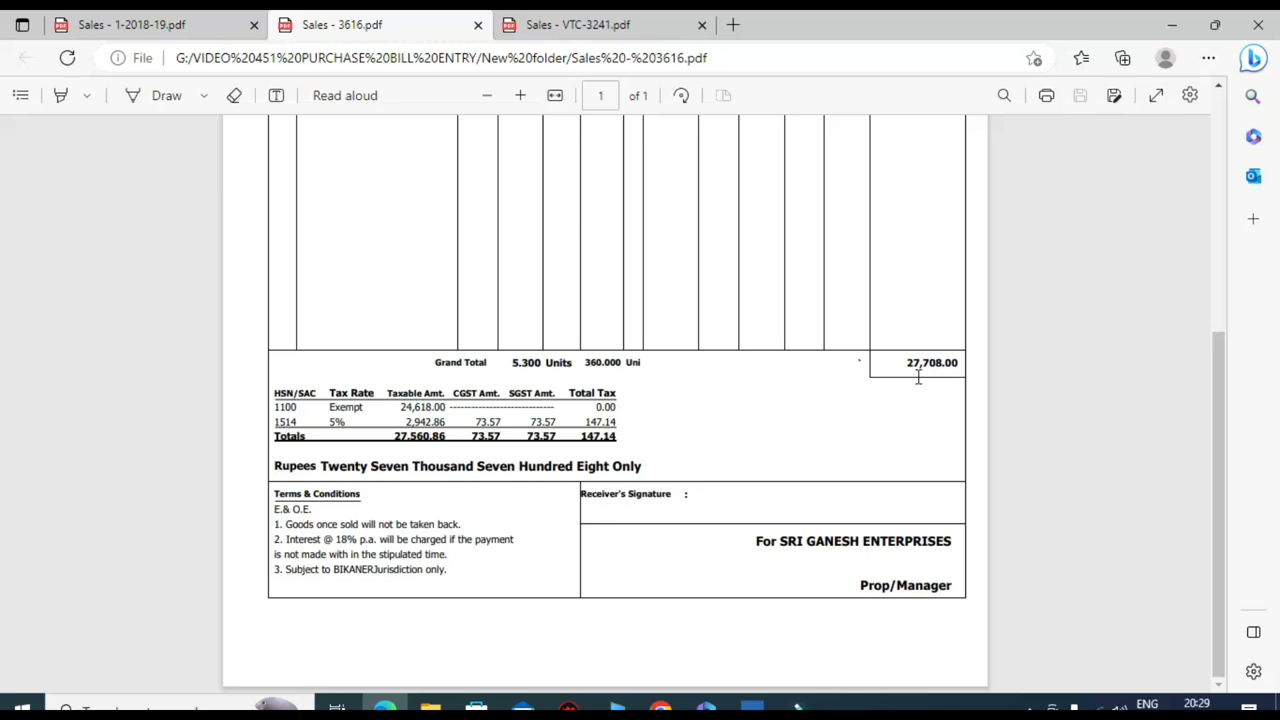 Sales - 1-2018-19.pdf
Sales - 3616.pdf
Sales - VTC-3241.pdf
File
G:/VIDEO%20451%20PURCHASE%20BILL%20ENTRY/New%20folder/Sales%20-%203616.pdf
Draw
Read aloud
1 of 1
Grand Total 5.300 Units 360.000 Uni ` 27,708.00
HSN/SAC Tax Rate Taxable Amt. CGST Amt. SGST Amt. Total Tax
1100 Exempt 24,618.00 ---------------------------- 0.00
1514 5% 2,942.86 73.57 73.57 147.14
Totals 27,560.86 73.57 73.57 147.14
Rupees Twenty Seven Thousand Seven Hundred Eight Only
Terms & Conditions
E.& O.E.
1. Goods once sold will not be taken back.
2. Interest @ 18% p.a. will be charged if the payment
is not made with in the stipulated time.
3. Subject to BIKANERJurisdiction only.
Receiver's Signature :
For SRI GANESH ENTERPRISES
Prop/Manager
ENG
20:29